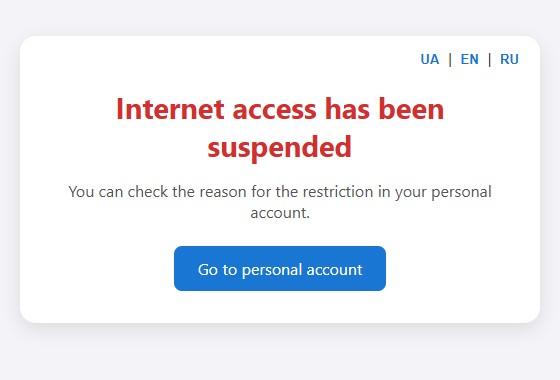 UA | EN | RU
Internet access has been
suspended
You can check the reason for the restriction in your personal
account.
Go to personal account